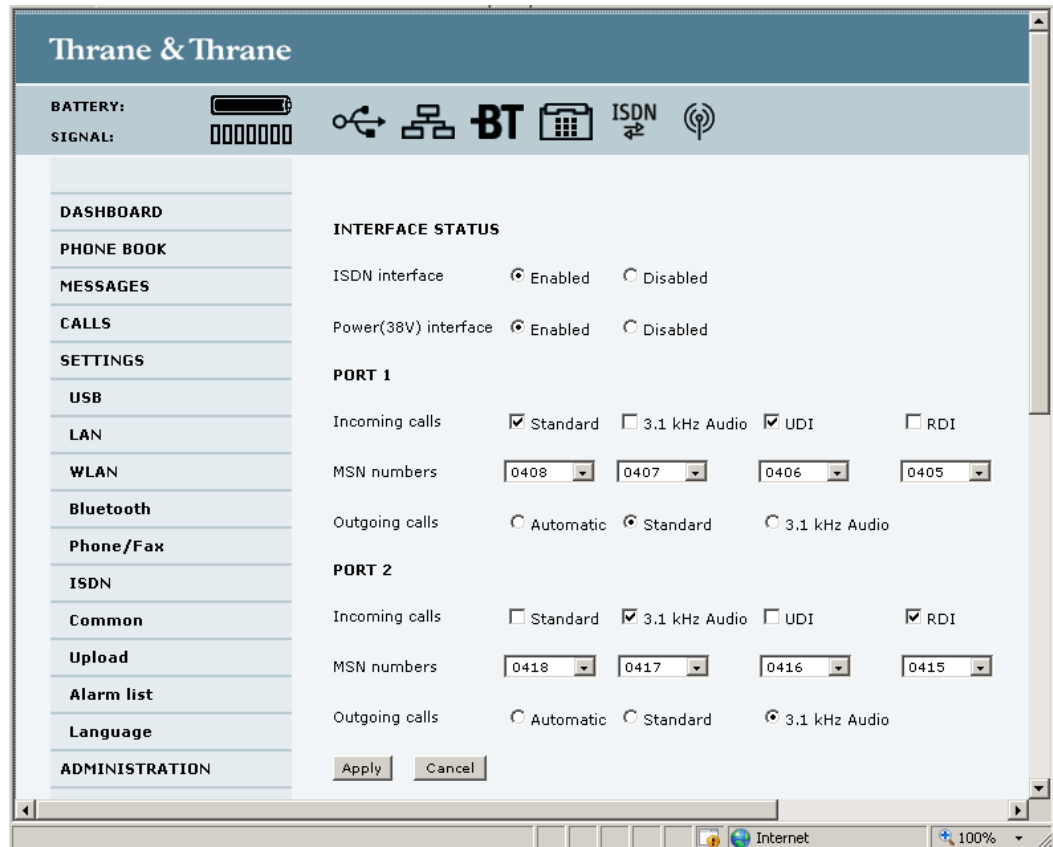 Thrane & Thrane
BATTERY:
SIGNAL:
BT
ISDN
DASHBOARD
PHONE BOOK
MESSAGES
CALLS
SETTINGS
USB
LAN
WLAN
Bluetooth
Phone/Fax
ISDN
Common
Upload
Alarm list
Language
ADMINISTRATION
INTERFACE STATUS
ISDN interface Enabled Disabled
Power(38V) interface Enabled Disabled
PORT 1
Incoming calls Standard 3.1 kHz Audio UDI RDI
MSN numbers 0408 0407 0406 0405
Outgoing calls Automatic Standard 3.1 kHz Audio
PORT 2
Incoming calls Standard 3.1 kHz Audio UDI RDI
MSN numbers 0418 0417 0416 0415
Outgoing calls Automatic Standard 3.1 kHz Audio
Apply Cancel
Internet 100%